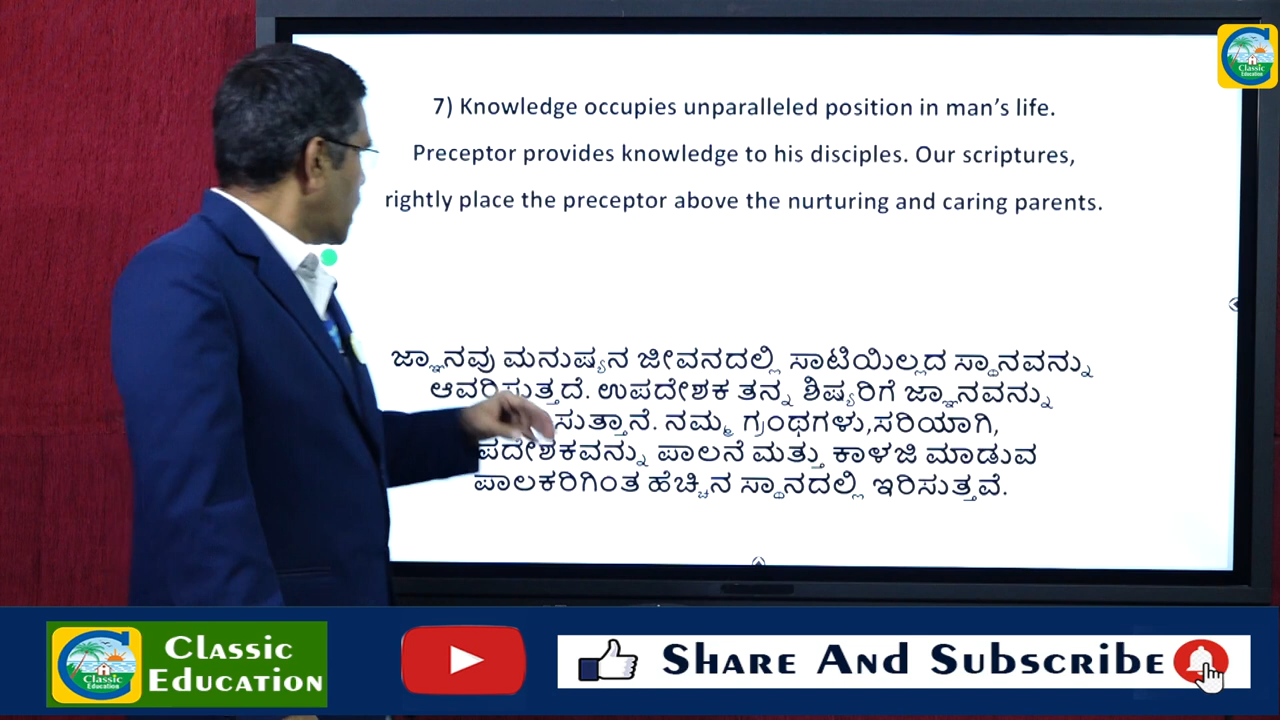 7) Knowledge occupies unparalleled position in man's life.
Preceptor provides knowledge to his disciples. Our scriptures,
rightly place the preceptor above the nurturing and caring parents.
ಜ್ಞಾನವು ಮನುಷ್ಯನ ಜೀವನದಲ್ಲಿ ಸಾಟಿಯಿಲ್ಲದ ಸ್ಥಾನವನ್ನು
ಆವರಿಸುತ್ತದೆ. ಉಪದೇಶಕ ತನ್ನ ಶಿಷ್ಯರಿಗೆ ಜ್ಞಾನವನ್ನು
ನಮ್ಮ ಗ್ರಂಥಗಳು,ಸರಿಯಾಗಿ,
ಪಾಲನೆ ಮತ್ತು ಕಾಳಜಿ ಮಾಡುವ
ಪಾಲಕರಿಗಿಂತ ಹೆಚ್ಚಿನ ಸ್ಥಾನದಲ್ಲಿ ಇರಿಸುತ್ತವೆ.
Classic
Education
Classic
Education
Classic
Education
Share And Subscribe